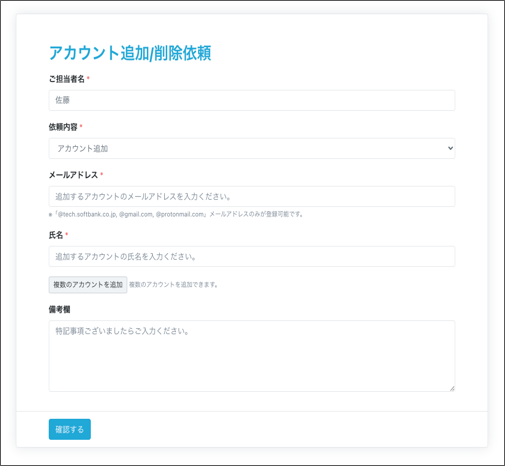 アカウント追加/削除依頼
ご担当者名 *
佐藤
依頼内容 *
アカウント追加
メールアドレス *
追加するアカウントのメールアドレスを入力ください。
※「@tech.softbank.co.jp, @gmail.com, @protonmail.com」メールアドレスのみが登録可能です。
氏名 *
追加するアカウントの氏名を入力ください。
複数のアカウントを追加 複数のアカウントを追加できます。
備考欄
特記事項ございましたらご入力ください。
確認する